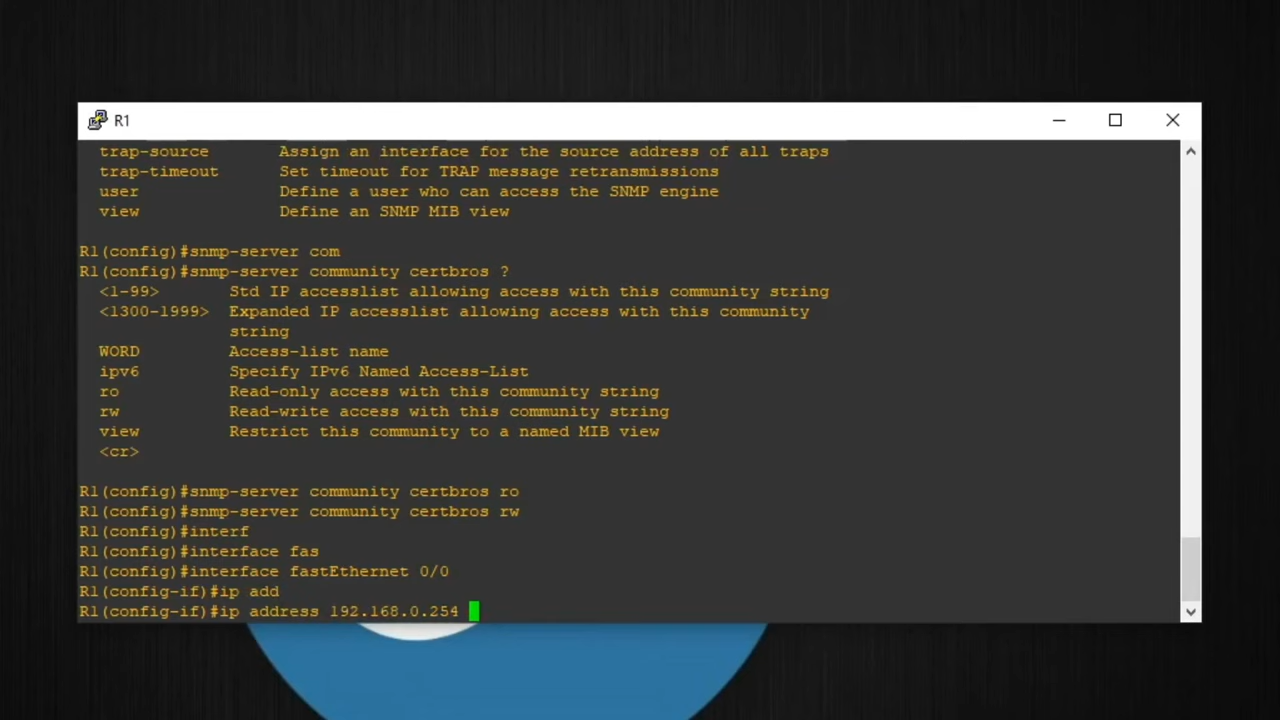 R1
trap-source Assign an interface for the source address of all traps
trap-timeout Set timeout for TRAP message retransmissions
user Define a user who can access the SNMP engine
view Define an SNMP MIB view
R1(config)#snmp-server com
R1(config)#snmp-server community certbros ?
<1-99> Std IP accesslist allowing access with this community string
<1300-1999> Expanded IP accesslist allowing access with this community
string
WORD Access-list name
ipv6 Specify IPv6 Named Access-List
ro Read-only access with this community string
rw Read-write access with this community string
view Restrict this community to a named MIB view
<cr>
R1(config)#snmp-server community certbros ro
R1(config)#snmp-server community certbros rw
R1(config)#interf
R1(config)#interface fas
R1(config)#interface fastEthernet 0/0
R1(config-if)#ip add
R1(config-if)#ip address 192.168.0.254